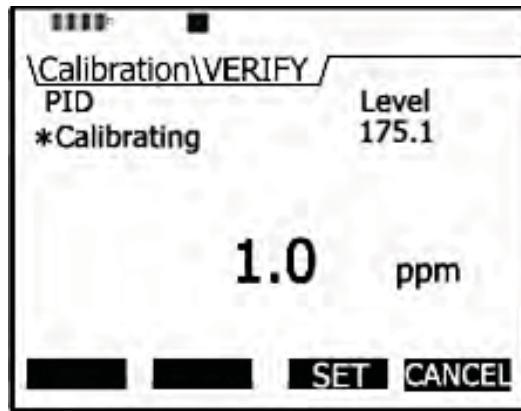 \Calibration\VERIFY/
PID Level
*Calibrating 175.1
1.0 ppm
SET CANCEL